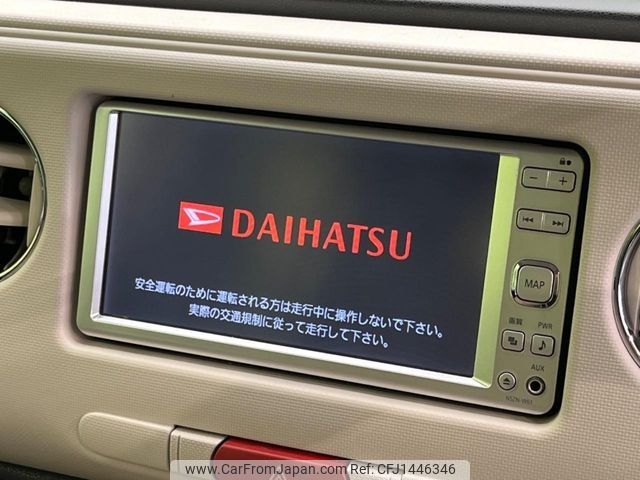 DAIHATSU
安全運転のために運転される方は走行中に操作しないで下さい。
実際の交通規制に従って走行して下さい。
MAP
画質 PWR
AUX
NSZN-W61
www.CarFromJapan.com CFJ1446346